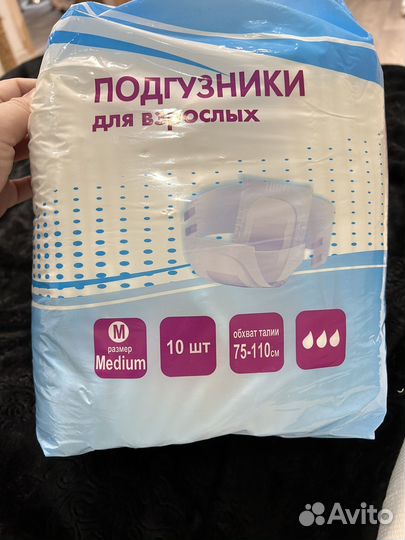 ПОДГУЗНИКИ
для взрослых
M
размер
Medium
10 шт
обхват талии
75-110см
Avito